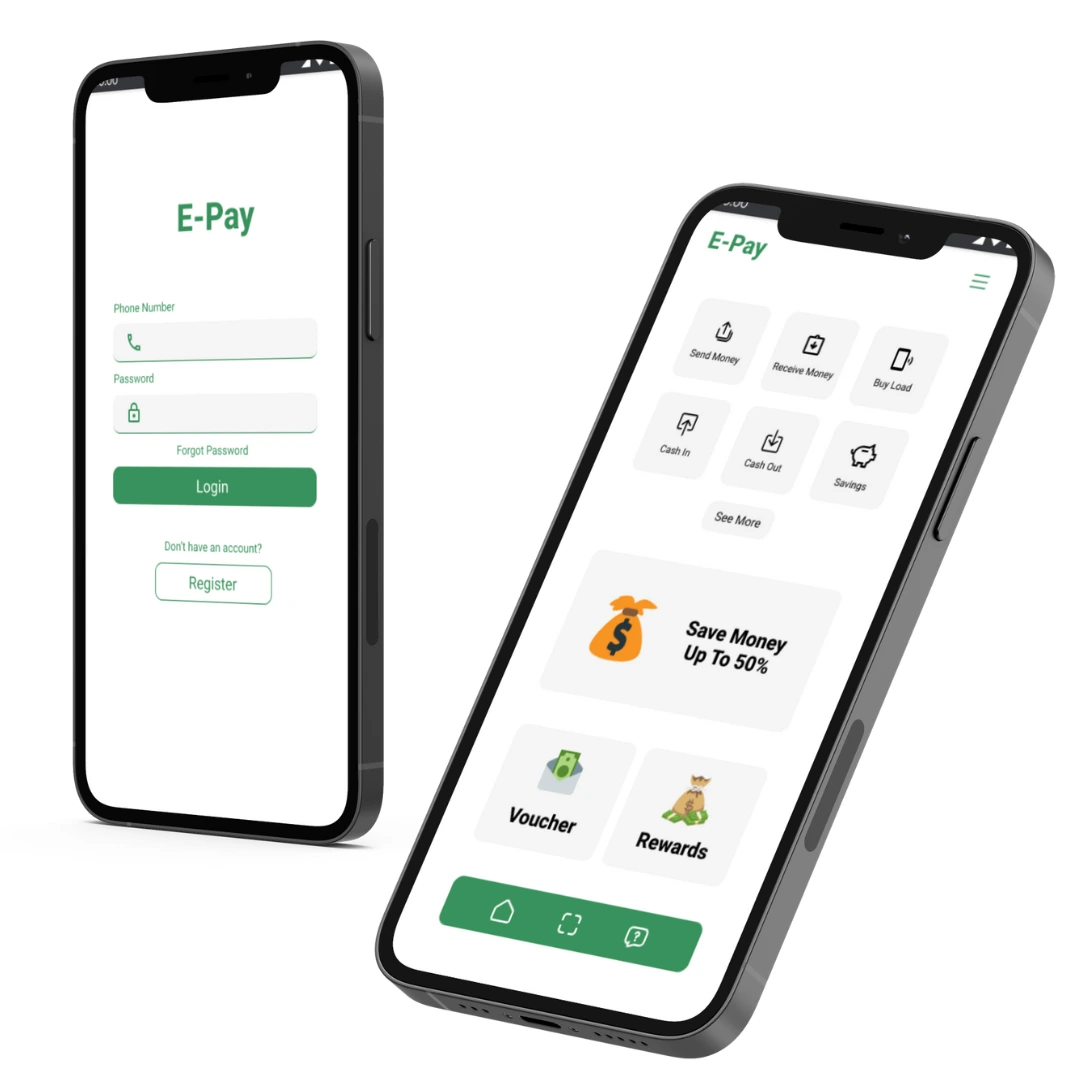 E-Pay
Phone Number
Password
Forgot Password
Login
Don't have an account?
Register
E-Pay
Send Money
Receive Money
Buy Load
Cash In
Cash Out
Savings
See More
$
Save Money
Up To 50%
Voucher
$
Rewards
?